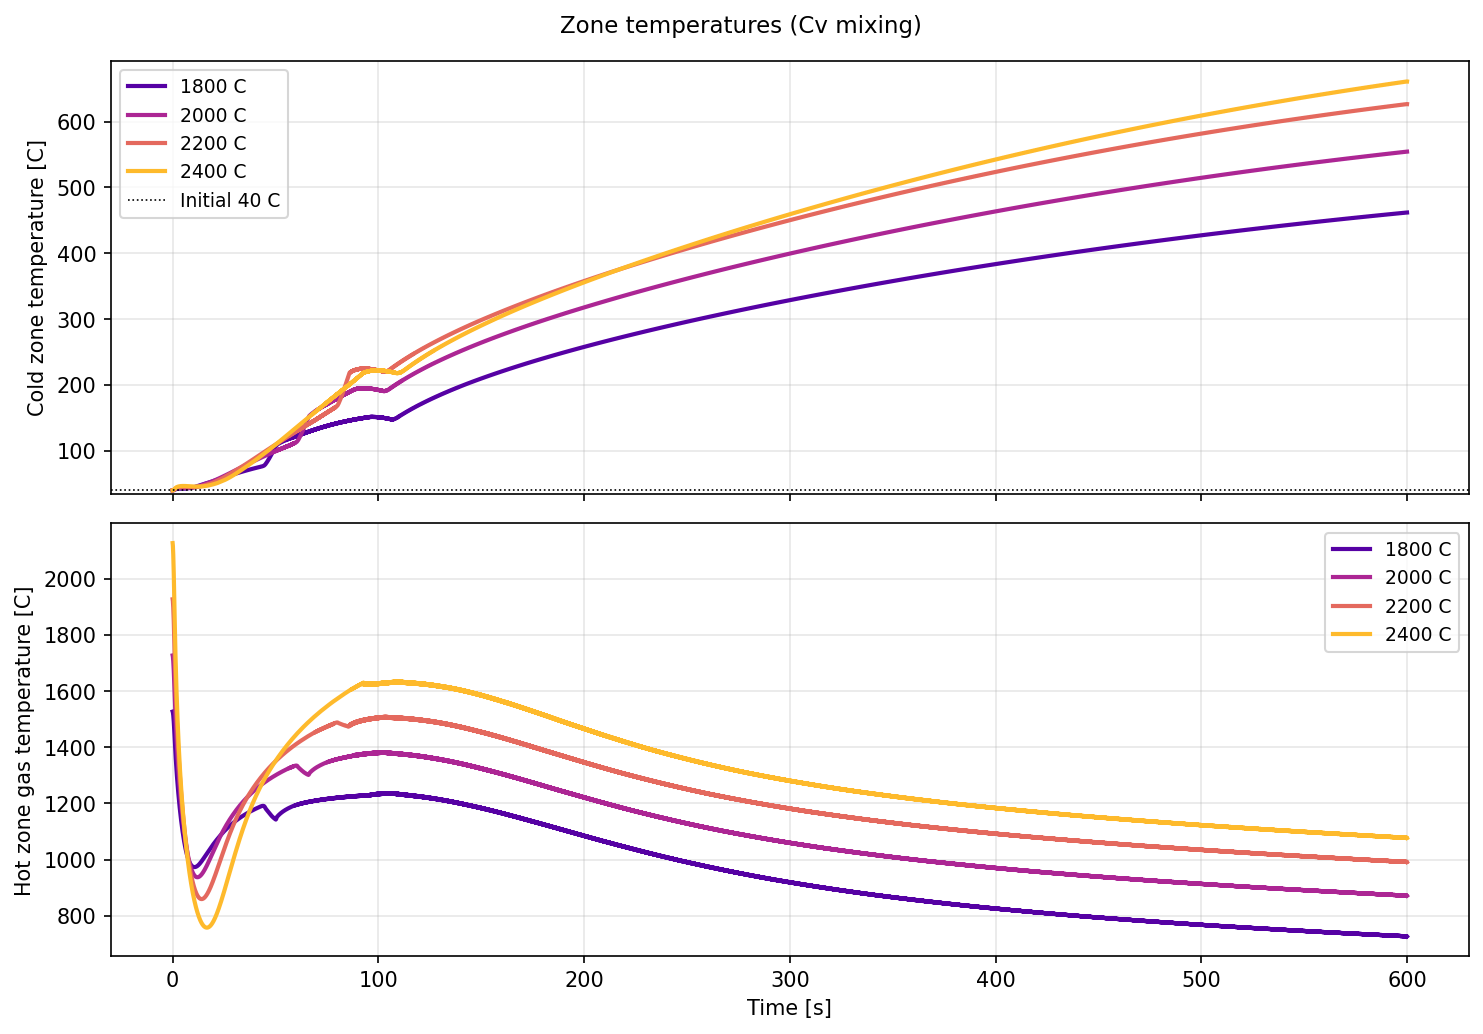 Zone temperatures (Cv mixing)
Cold zone temperature [C]
600
500
400
300
200
100
1800 C
2000 C
2200 C
2400 C
Initial 40 C
Hot zone gas temperature [C]
2000
1800
1600
1400
1200
1000
800
1800 C
2000 C
2200 C
2400 C
0
100
200
300
400
500
600
Time [s]